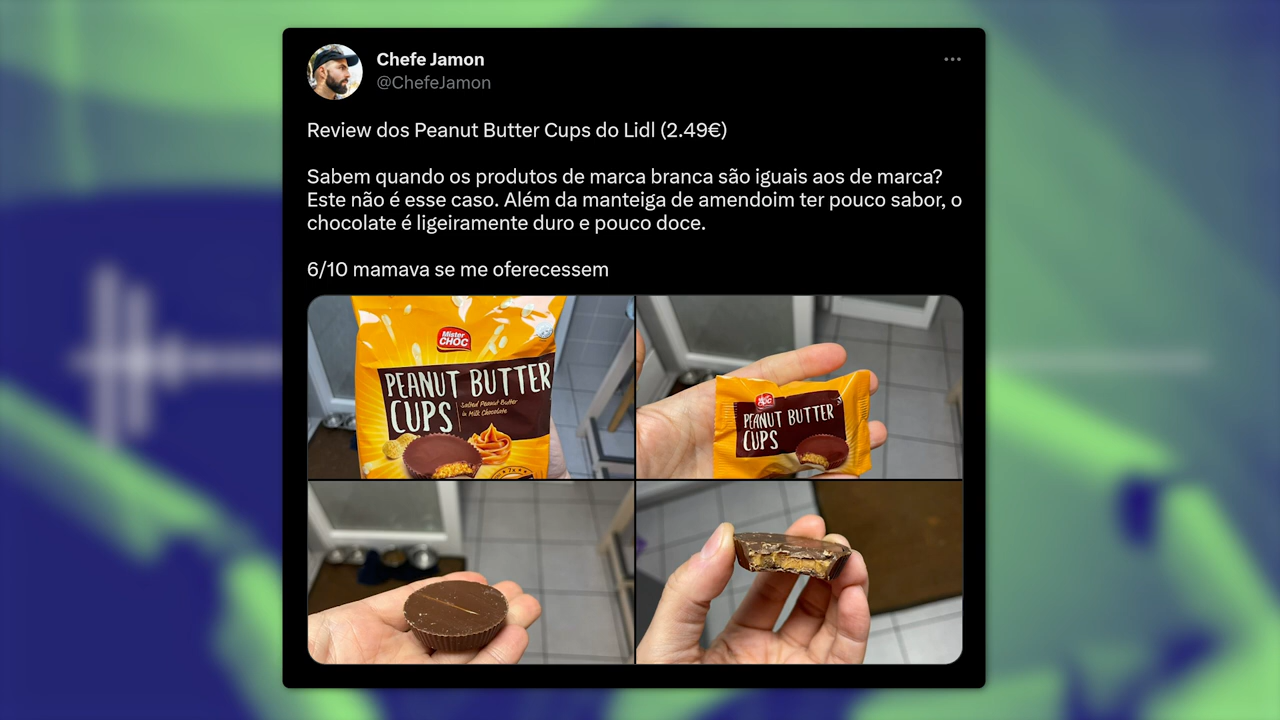 Chefe Jamon
@ChefeJamon
Review dos Peanut Butter Cups do Lidl (2.49€)
Sabem quando os produtos de marca branca são iguais aos de marca?
Este não é esse caso. Além da manteiga de amendoim ter pouco sabor, o
chocolate é ligeiramente duro e pouco doce.
6/10 mamava se me oferecessem
Mister
CHOC
PEANUT BUTTER
CUPS
Salted Peanut Butter
in Milk Chocolate
PEANUT BUTTER
CUPS